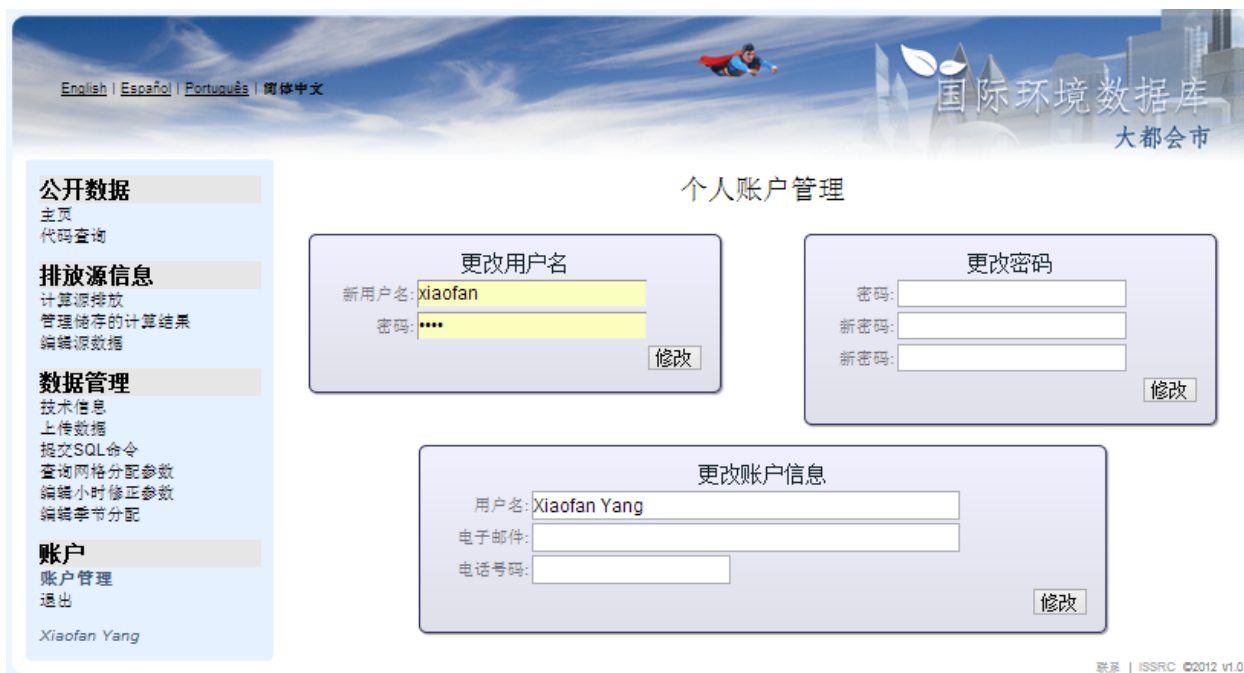 English | Español | Português | 简体中文
国际环境数据库
大都会市
公开数据
主页
代码查询
排放源信息
计算源排放
管理储存的计算结果
编辑源数据
数据管理
技术信息
上传数据
提交SQL命令
查询网格分配参数
编辑小时修正参数
编辑季节分配
账户
账户管理
退出
Xiaofan Yang
个人账户管理
更改用户名
新用户名: xiaofan
密码: ••••
修改
更改密码
密码:
新密码:
新密码:
修改
更改账户信息
用户名: Xiaofan Yang
电子邮件:
电话号码:
修改
联系 | ISSRC ©2012 v1.0